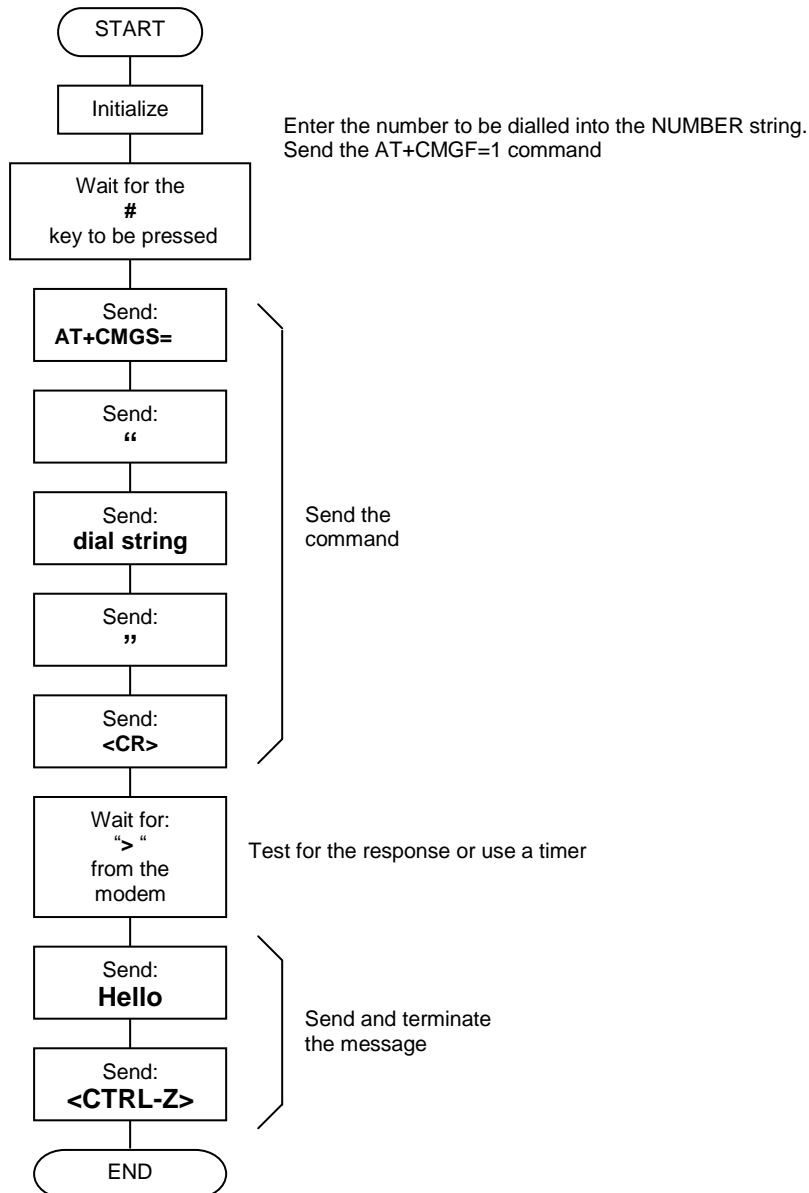 START
Initialize
Enter the number to be dialled into the NUMBER string.
Send the AT+CMGF=1 command
Wait for the
#
key to be pressed
Send:
AT+CMGS=
Send:
“
Send:
dial string
Send the
command
Send:
”
Send:
<CR>
Wait for:
“> “
from the
modem
Test for the response or use a timer
Send:
Hello
Send and terminate
the message
Send:
<CTRL-Z>
END